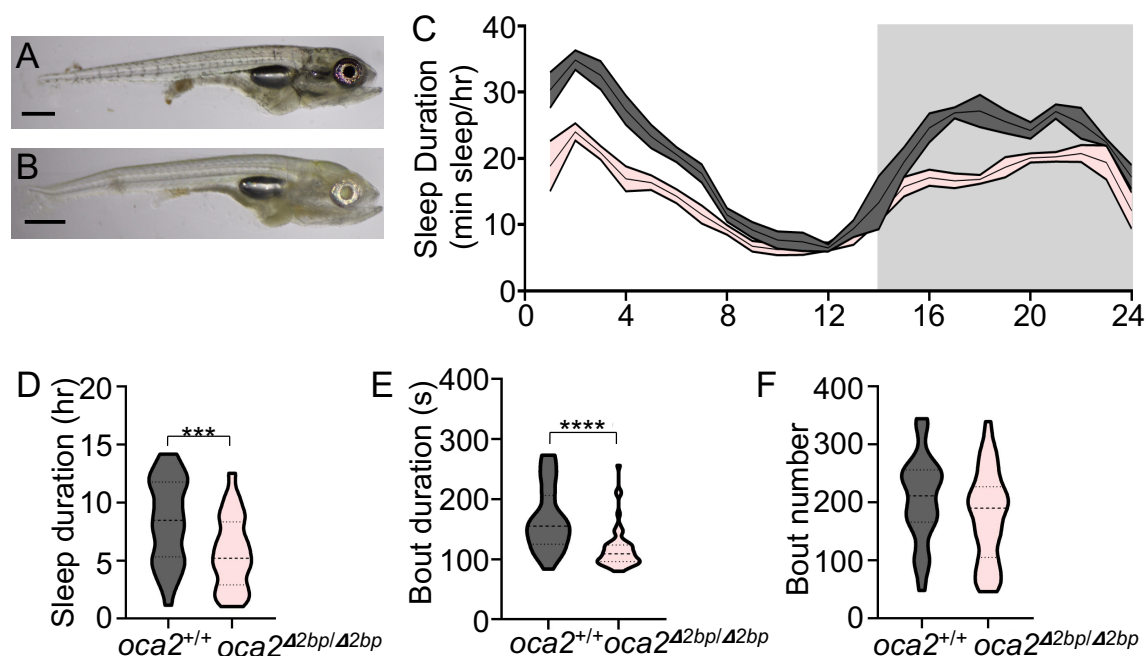 A
B
C
Sleep Duration
(min sleep/hr)
40
30
20
10
0
0 4 8 12 16 20 24
D
Sleep duration (hr)
20
15
10
5
0
***
oca2+/+ oca2Δ2bp/Δ2bp
E
Bout duration (s)
400
300
200
100
0
****
oca2+/+ oca2Δ2bp/Δ2bp
F
Bout number
400
300
200
100
0
oca2+/+ oca2Δ2bp/Δ2bp